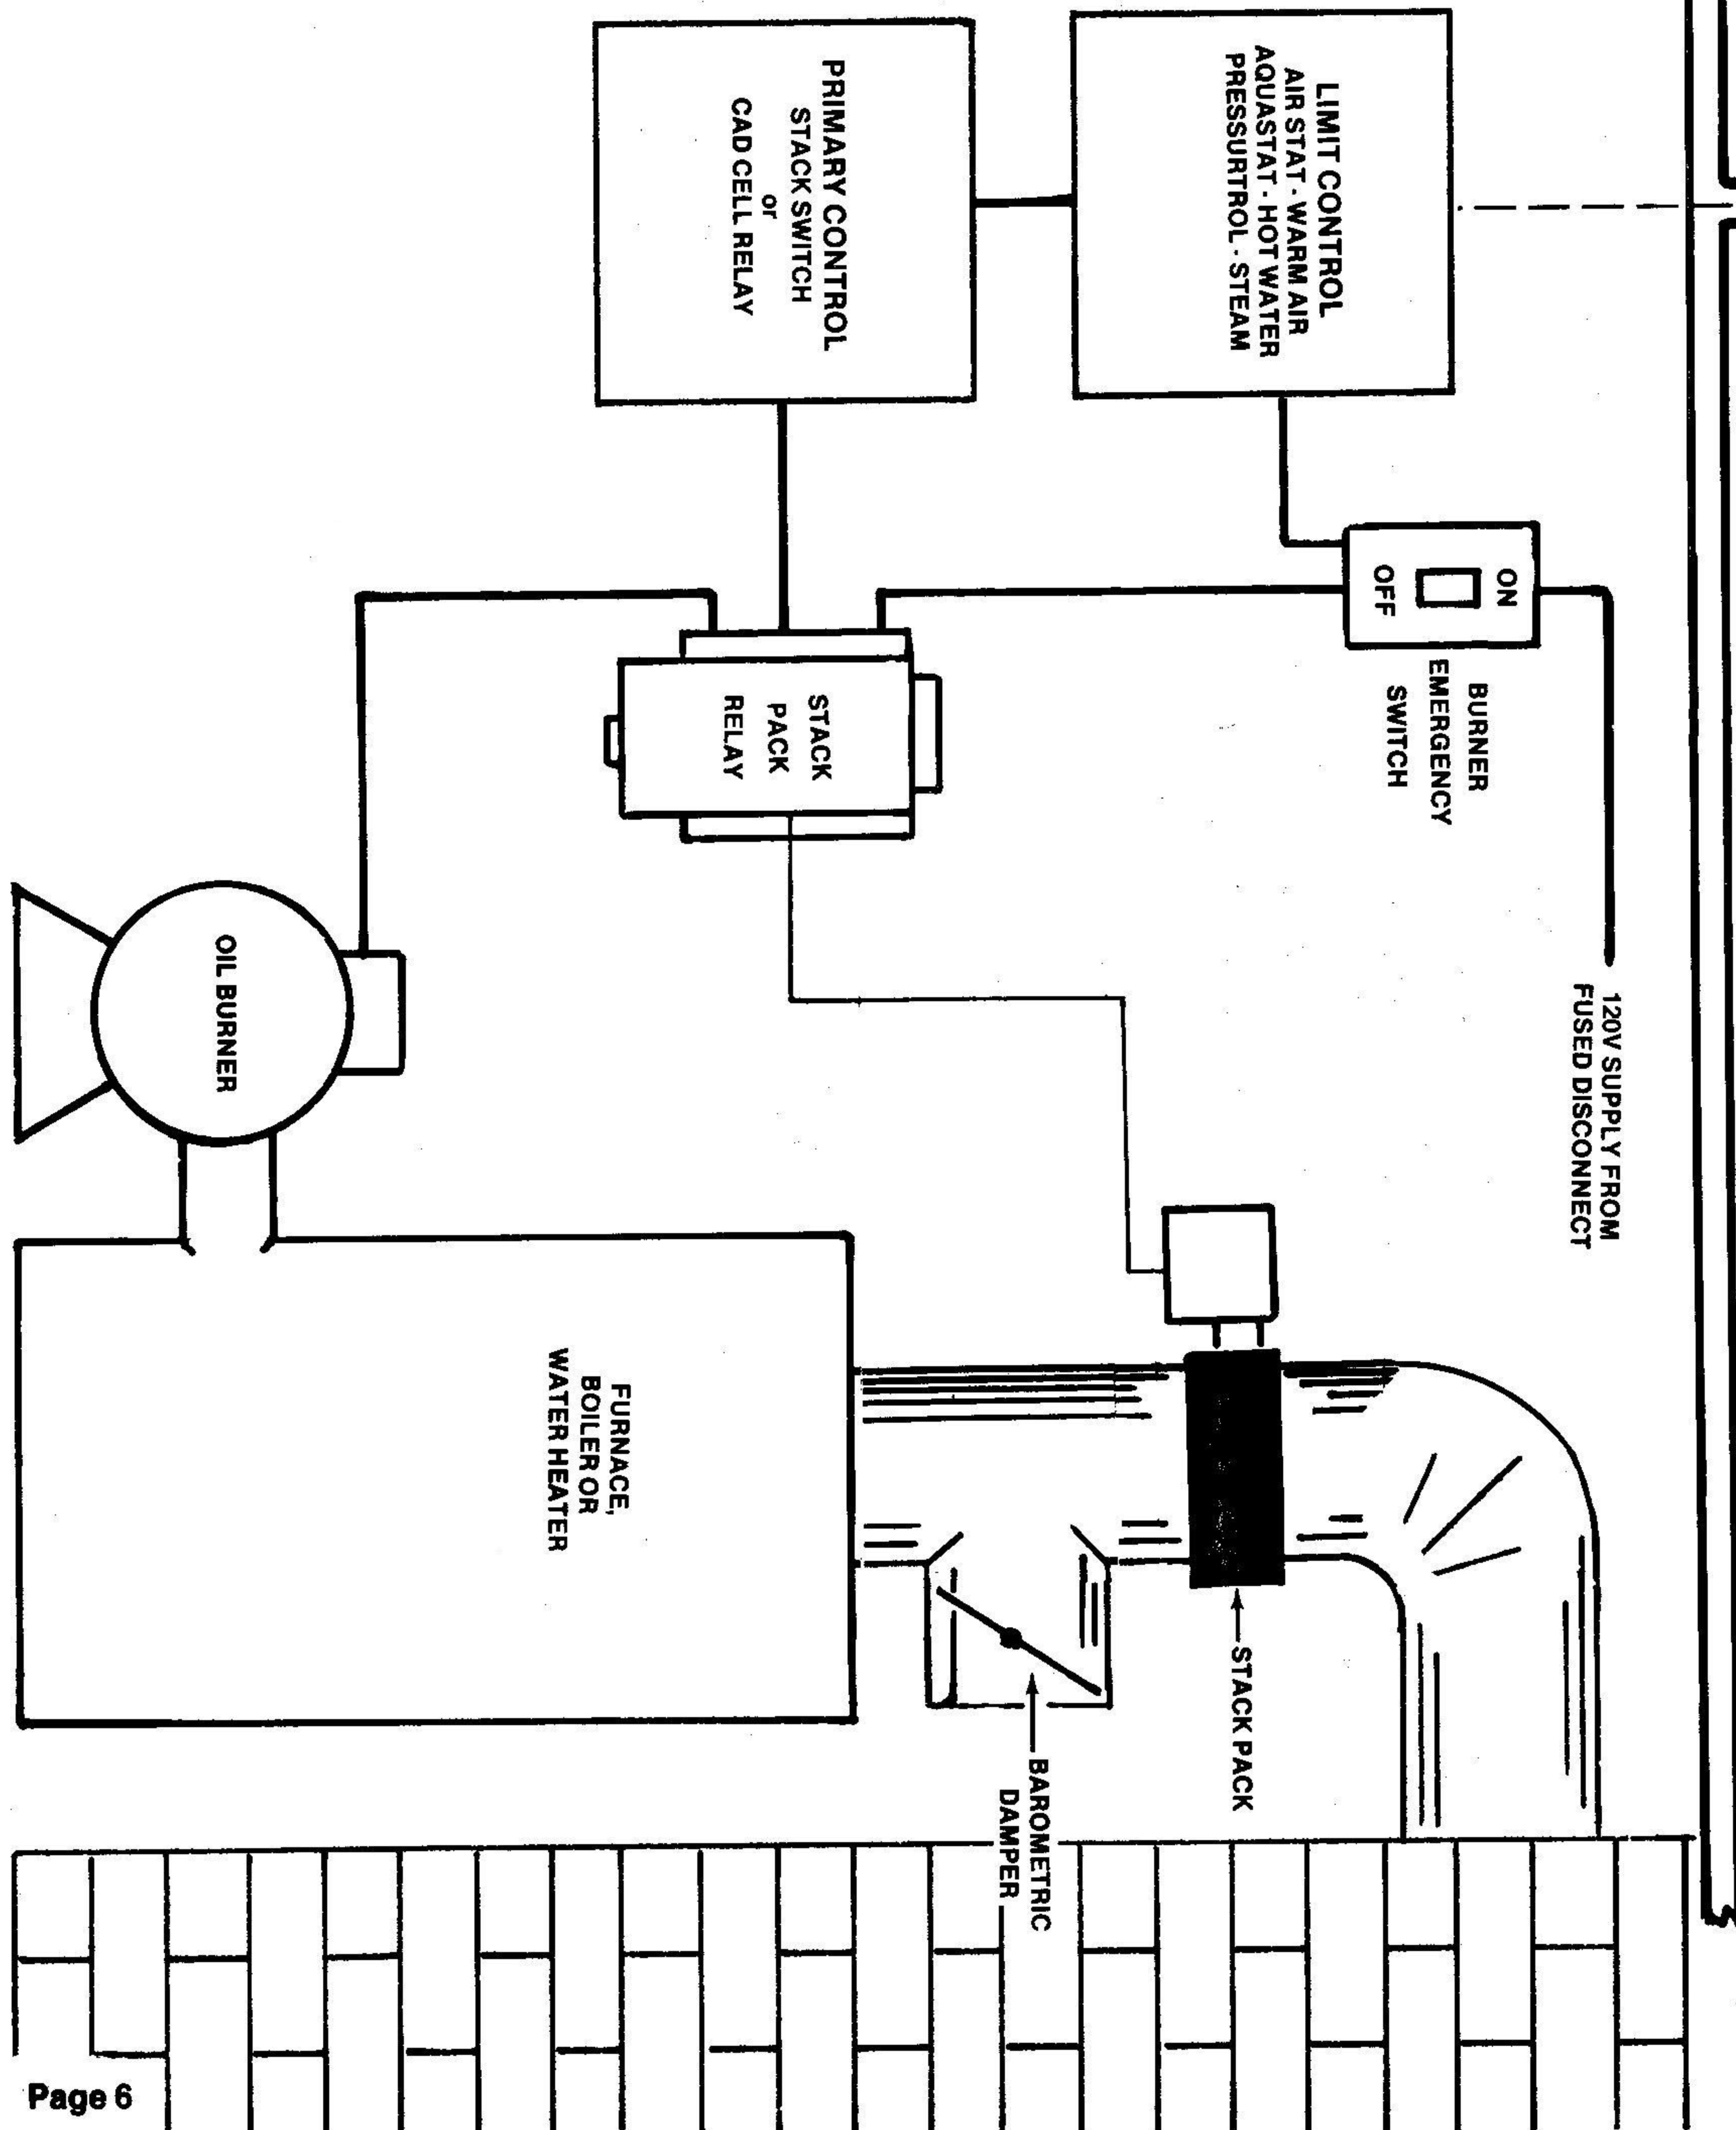 LIMIT CONTROL
AIR STAT - WARM AIR
AQUASTAT - HOT WATER
PRESSURTROL - STEAM
PRIMARY CONTROL
STACK SWITCH
or
CAD CELL RELAY
ON
OFF
BURNER
EMERGENCY
SWITCH
120V SUPPLY FROM
FUSED DISCONNECT
STACK
PACK
RELAY
OIL BURNER
FURNACE,
BOILER OR
WATER HEATER
STACK PACK
BAROMETRIC
DAMPER
Page 6